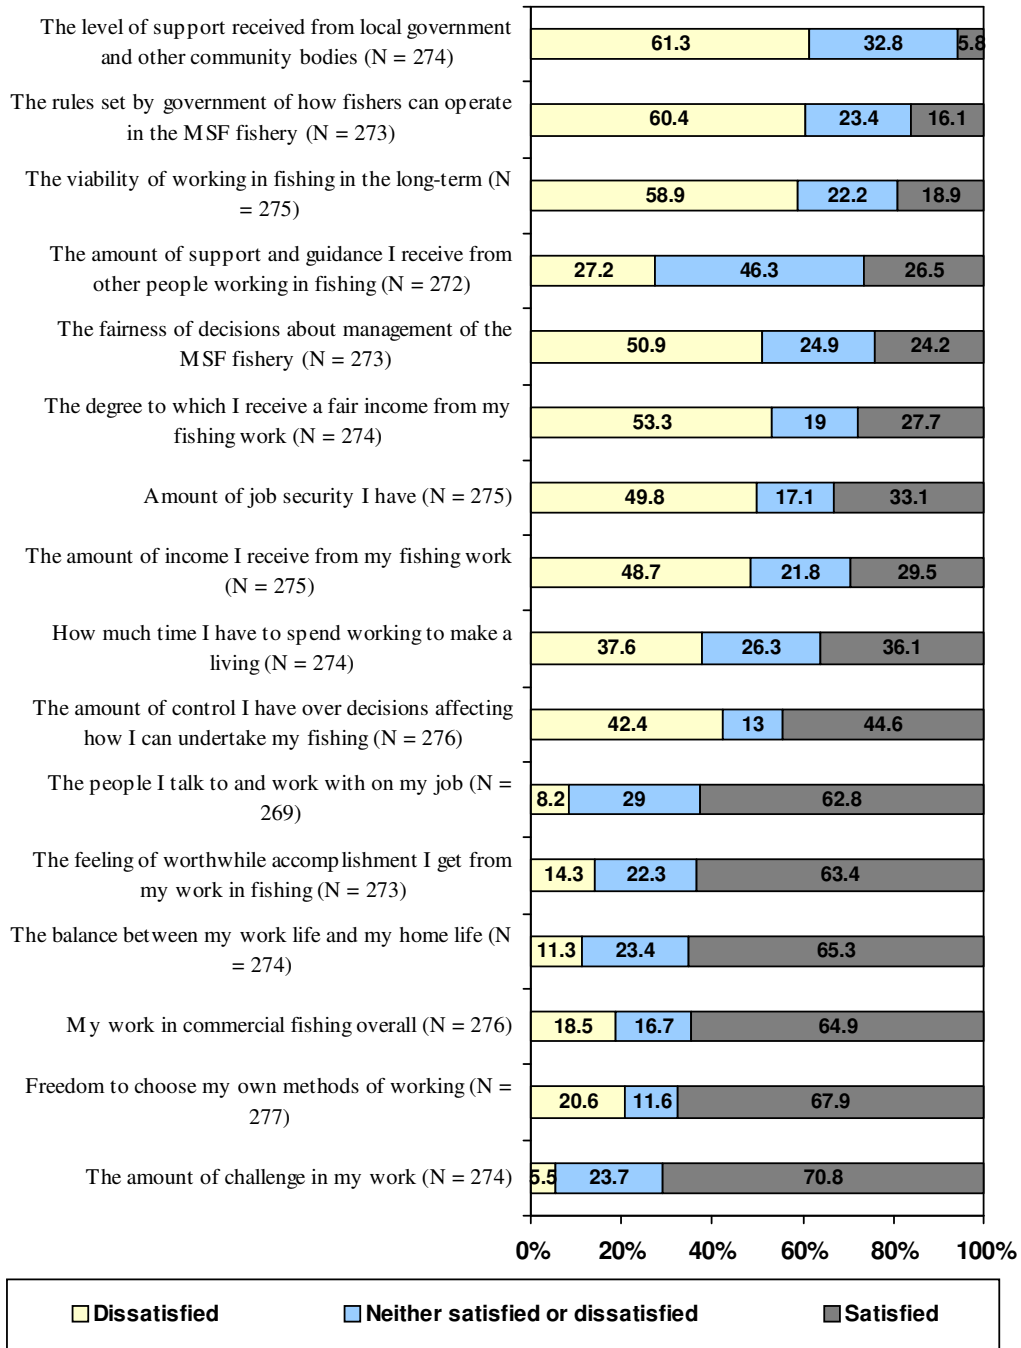 The level of support received from local government
and other community bodies (N = 274)
61.3 32.8 5.8
The rules set by government of how fishers can operate
in the MSF fishery (N = 273)
60.4 23.4 16.1
The viability of working in fishing in the long-term (N
= 275)
58.9 22.2 18.9
The amount of support and guidance I receive from
other people working in fishing (N = 272)
27.2 46.3 26.5
The fairness of decisions about management of the
MSF fishery (N = 273)
50.9 24.9 24.2
The degree to which I receive a fair income from my
fishing work (N = 274)
53.3 19 27.7
Amount of job security I have (N = 275)
49.8 17.1 33.1
The amount of income I receive from my fishing work
(N = 275)
48.7 21.8 29.5
How much time I have to spend working to make a
living (N = 274)
37.6 26.3 36.1
The amount of control I have over decisions affecting
how I can undertake my fishing (N = 276)
42.4 13 44.6
The people I talk to and work with on my job (N =
269)
8.2 29 62.8
The feeling of worthwhile accomplishment I get from
my work in fishing (N = 273)
14.3 22.3 63.4
The balance between my work life and my home life (N
= 274)
11.3 23.4 65.3
My work in commercial fishing overall (N = 276)
18.5 16.7 64.9
Freedom to choose my own methods of working (N =
277)
20.6 11.6 67.9
The amount of challenge in my work (N = 274)
5.5 23.7 70.8
0% 20% 40% 60% 80% 100%
Dissatisfied Neither satisfied or dissatisfied Satisfied